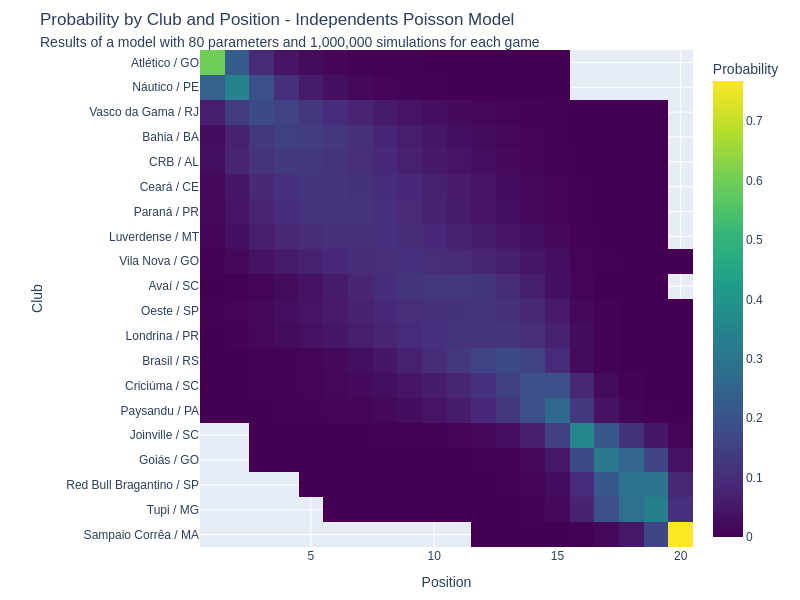 Probability by Club and Position - Independents Poisson Model
Results of a model with 80 parameters and 1,000,000 simulations for each game
Probability
Atlético / GO
Náutico / PE
Vasco da Gama / RJ
Bahia / BA
CRB / AL
Ceará / CE
Paraná / PR
Luverdense / MT
Vila Nova / GO
Avaí / SC
Oeste / SP
Londrina / PR
Brasil / RS
Criciúma / SC
Paysandu / PA
Joinville / SC
Goiás / GO
Red Bull Bragantino / SP
Tupi / MG
Sampaio Corrêa / MA
Club
5
10
15
20
Position
0.7
0.6
0.5
0.4
0.3
0.2
0.1
0